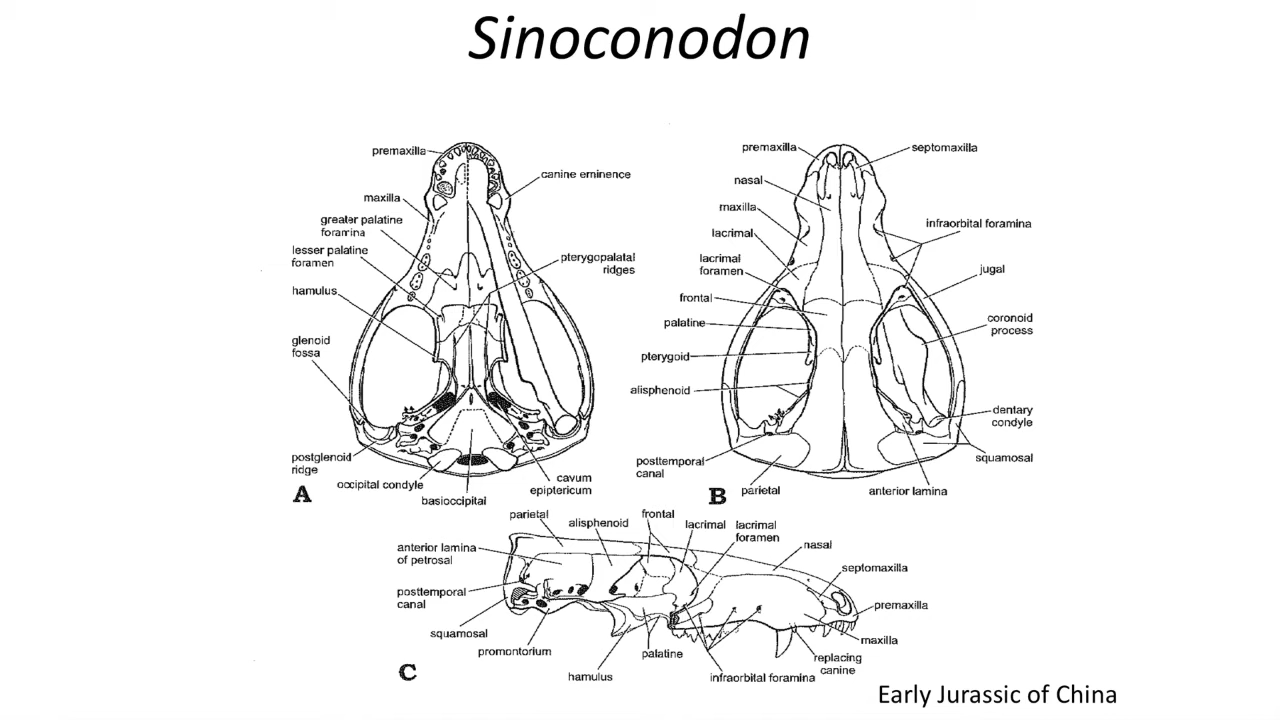 Sinoconodon
premaxilla
canine eminence
maxilla
greater palatine
foramina
lesser palatine
foramen
pterygopalatal
ridges
hamulus
glenoid
fossa
postglenoid
ridge
occipital condyle
basioccipital
cavum
epiptericum
A
premaxilla
septomaxilla
nasal
maxilla
infraorbital foramina
lacrimal
lacrimal
foramen
jugal
frontal
coronoid
process
palatine
pterygoid
alisphenoid
dentary
condyle
posttemporal
canal
squamosal
parietal
anterior lamina
B
parietal
alisphenoid
frontal
lacrimal
lacrimal
foramen
nasal
anterior lamina
of petrosal
septomaxilla
posttemporal
canal
premaxilla
squamosal
maxilla
promontorium
palatine
replacing
canine
hamulus
infraorbital foramina
C
Early Jurassic of China